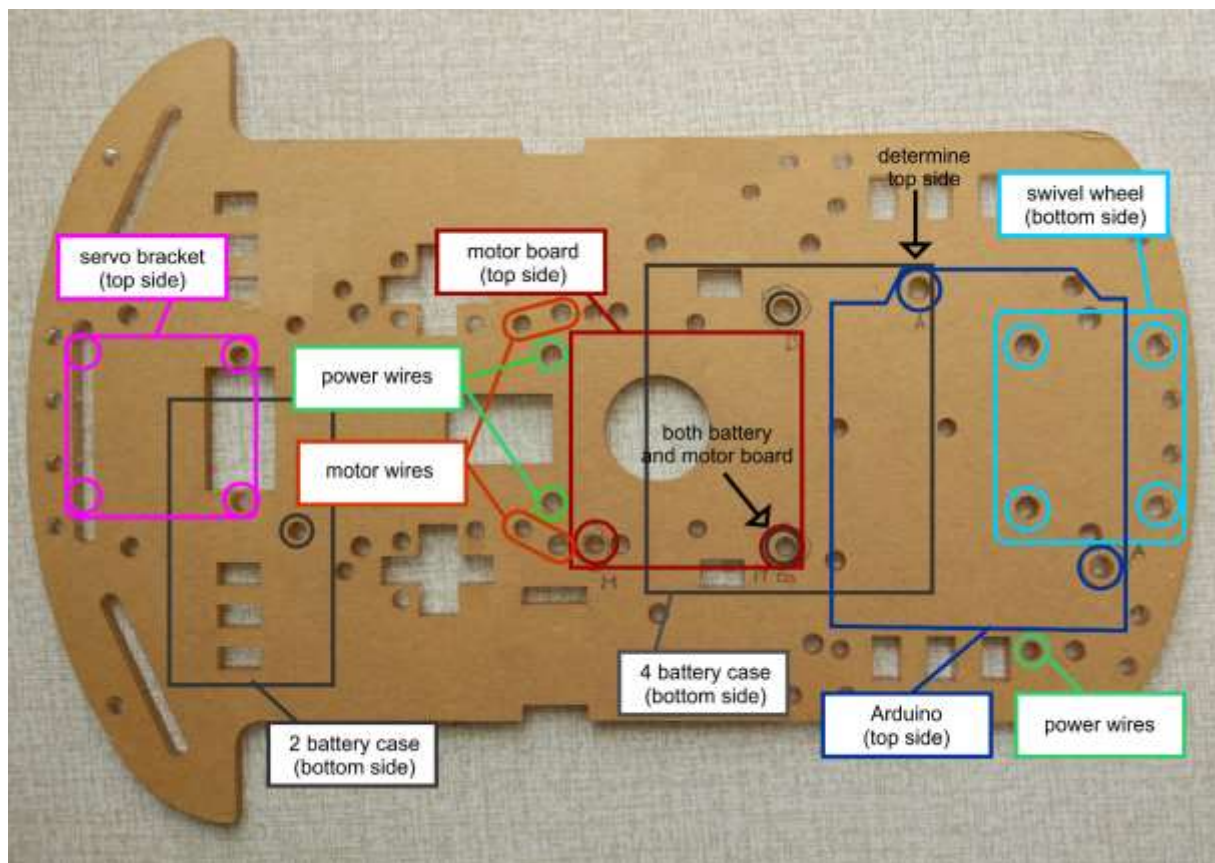 determine
top side
swivel wheel
(bottom side)
servo bracket
(top side)
motor board
(top side)
A
power wires
both battery
and motor board
motor wires
A
M
4 battery case
(bottom side)
Arduino
(top side)
power wires
2 battery case
(bottom side)